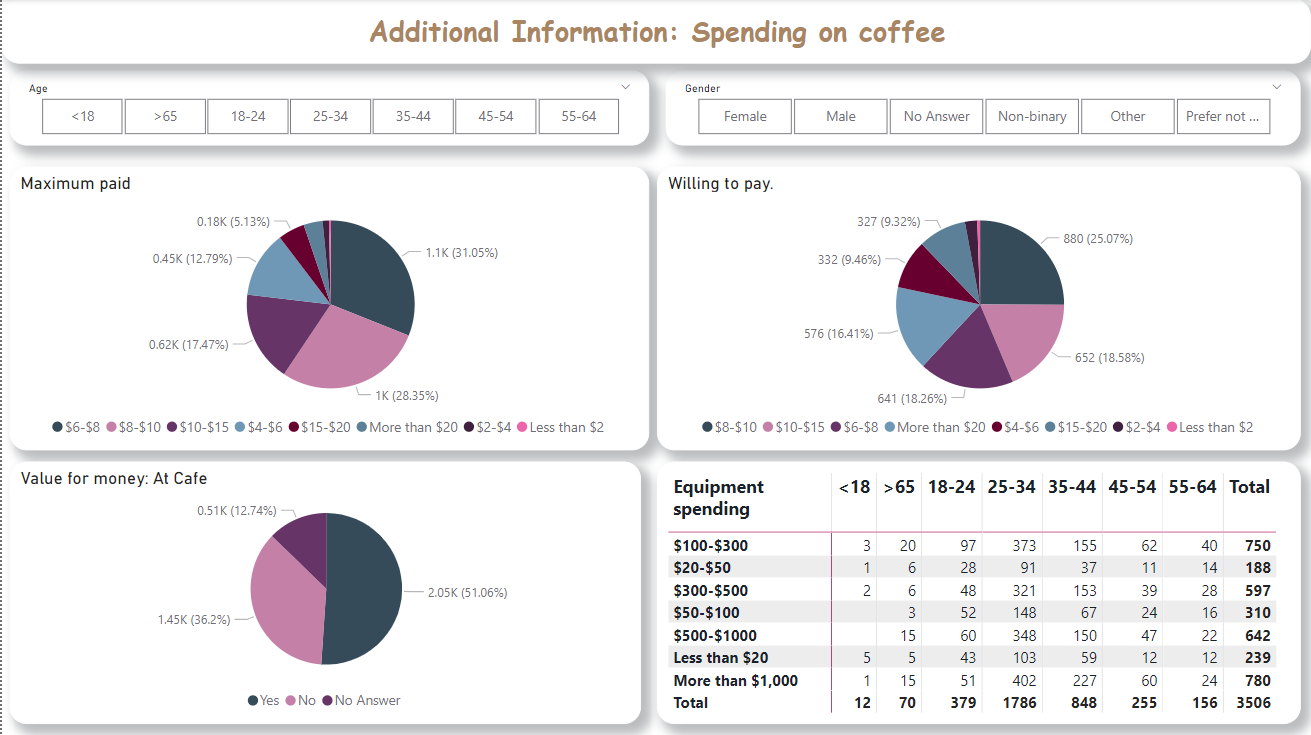 Additional Information: Spending on coffee
Age
<18 >65 18-24 25-34 35-44 45-54 55-64
Gender
Female Male No Answer Non-binary Other Prefer not ...
Maximum paid
0.18K (5.13%)
0.45K (12.79%)
1.1K (31.05%)
0.62K (17.47%)
1K (28.35%)
$6-$8 $8-$10 $10-$15 $4-$6 $15-$20 More than $20 $2-$4 Less than $2
Willing to pay.
327 (9.32%)
880 (25.07%)
332 (9.46%)
576 (16.41%)
652 (18.58%)
641 (18.26%)
$8-$10 $10-$15 $6-$8 More than $20 $4-$6 $15-$20 $2-$4 Less than $2
Value for money: At Cafe
0.51K (12.74%)
2.05K (51.06%)
1.45K (36.2%)
Yes No No Answer
Equipment spending <18 >65 18-24 25-34 35-44 45-54 55-64 Total
$100-$300 3 20 97 373 155 62 40 750
$20-$50 1 6 28 91 37 11 14 188
$300-$500 2 6 48 321 153 39 28 597
$50-$100 3 52 148 67 24 16 310
$500-$1000 15 60 348 150 47 22 642
Less than $20 5 5 43 103 59 12 12 239
More than $1,000 1 15 51 402 227 60 24 780
Total 12 70 379 1786 848 255 156 3506